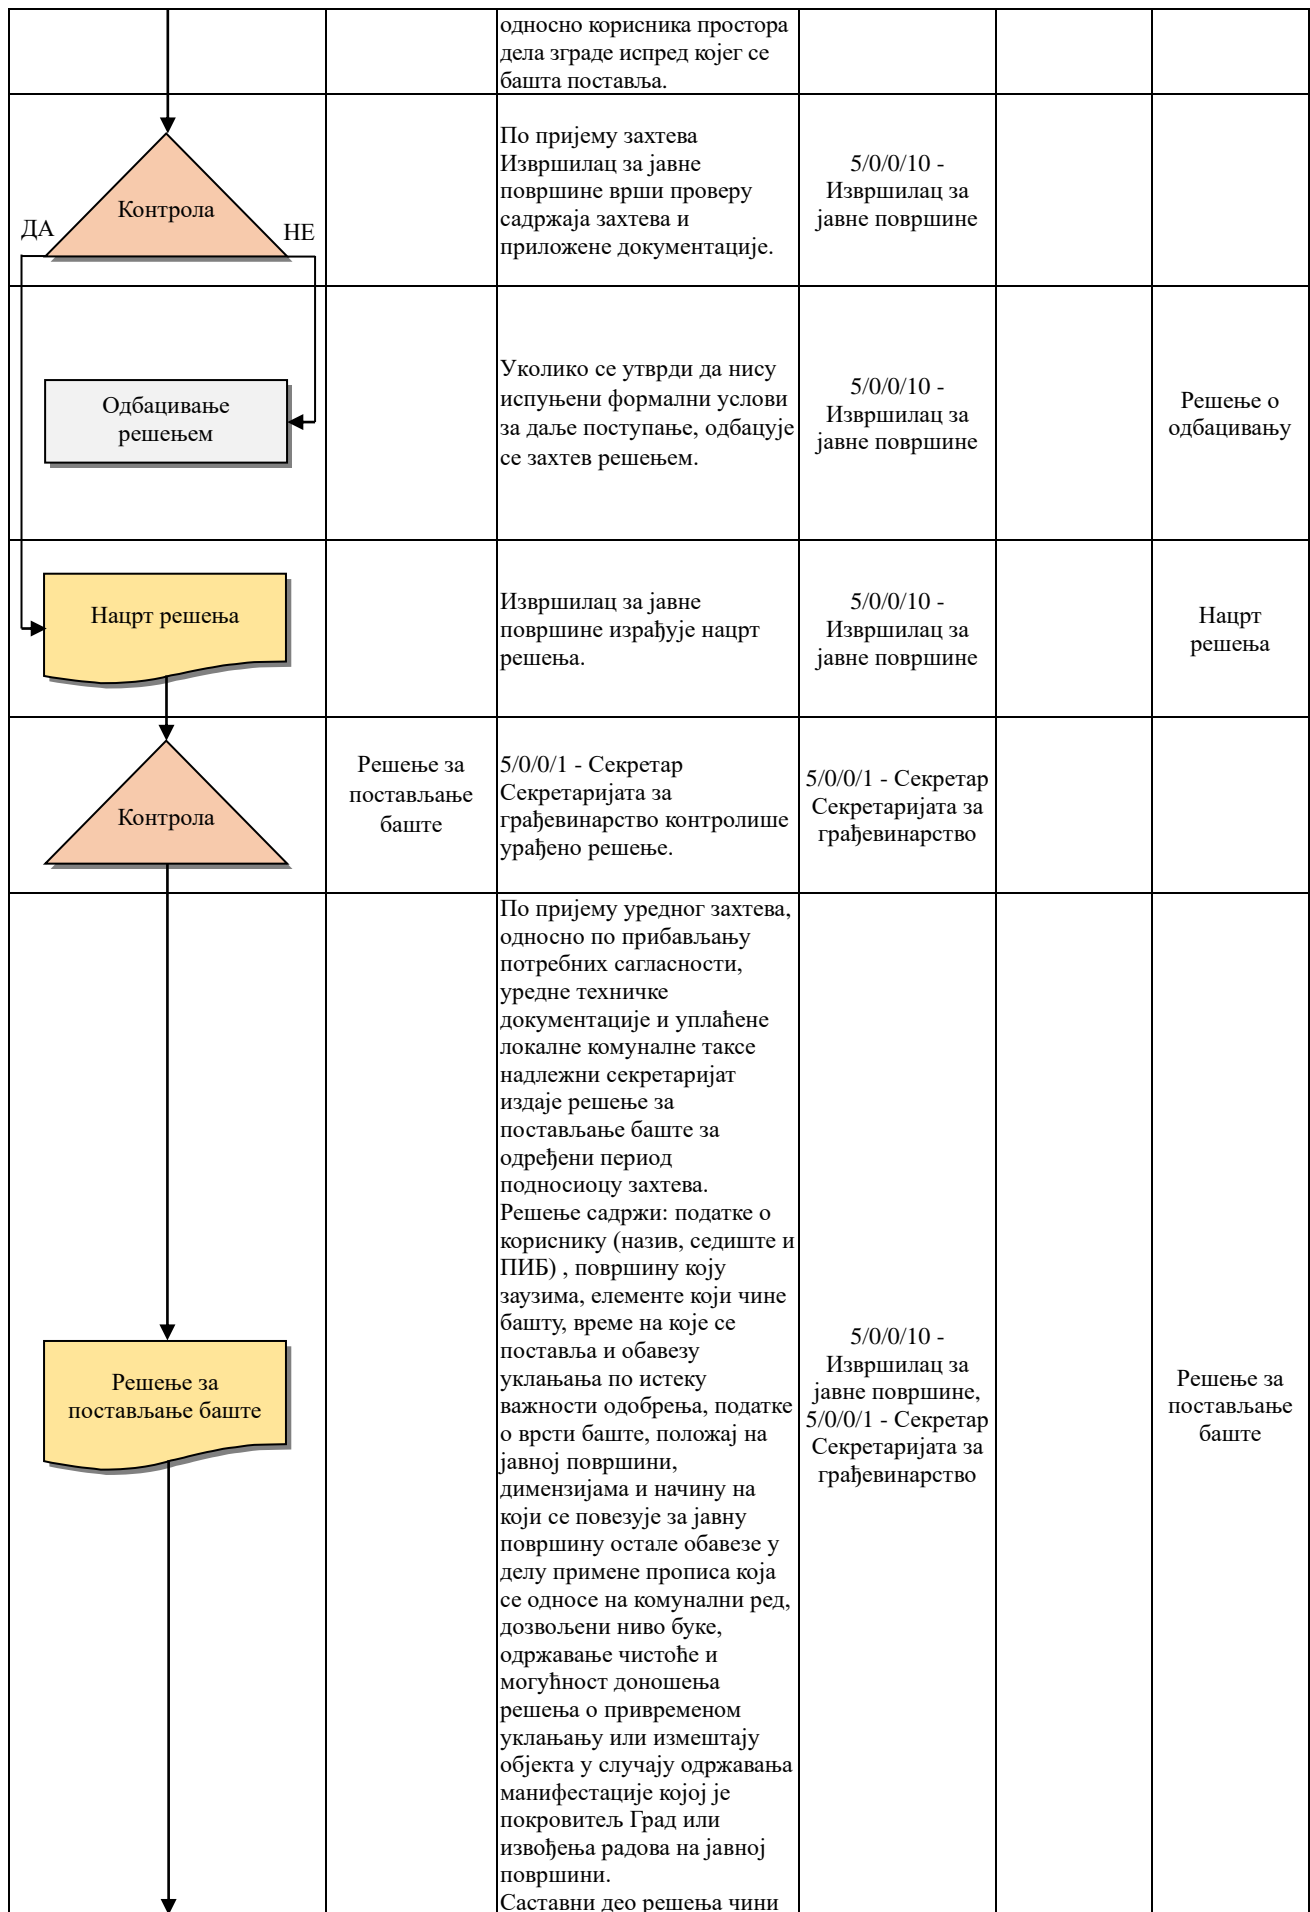 односно корисника простора
дела зграде испред којег се
башта поставља.
Контрола
ДА
НЕ
По пријему захтева
Извршилац за јавне
површине врши проверу
садржаја захтева и
приложене документације.
5/0/0/10 -
Извршилац за
јавне површине
Одбацивање
решењем
Уколико се утврди да нису
испуњени формални услови
за даље поступање, одбацује
се захтев решењем.
5/0/0/10 -
Извршилац за
јавне површине
Решење о
одбацивању
Нацрт решења
Извршилац за јавне
површине израђује нацрт
решења.
5/0/0/10 -
Извршилац за
јавне површине
Нацрт
решења
Контрола
Решење за
постављање
баште
5/0/0/1 - Секретар
Секретаријата за
грађевинарство контролише
урађено решење.
5/0/0/1 - Секретар
Секретаријата за
грађевинарство
Решење за
постављање баште
По пријему уредног захтева,
односно по прибављању
потребних сагласности,
уредне техничке
документације и уплаћене
локалне комуналне таксе
надлежни секретаријат
издаје решење за
постављање баште за
одређени период
подносиоцу захтева.
Решење садржи: податке о
кориснику (назив, седиште и
ПИБ) , површину коју
заузима, елементе који чине
башту, време на које се
поставља и обавезу
уклањања по истеку
важности одобрења, податке
о врсти баште, положај на
јавној површини,
димензијама и начину на
који се повезује за јавну
површину остале обавезе у
делу примене прописа која
се односе на комунални ред,
дозвољени ниво буке,
одржавање чистоће и
могућност доношења
решења о привременом
уклањању или измештају
објекта у случају одржавања
манифестације којој је
покровитељ Град или
извођења радова на јавној
површини.
Саставни део решења чини
5/0/0/10 -
Извршилац за
јавне површине,
5/0/0/1 - Секретар
Секретаријата за
грађевинарство
Решење за
постављање
баште